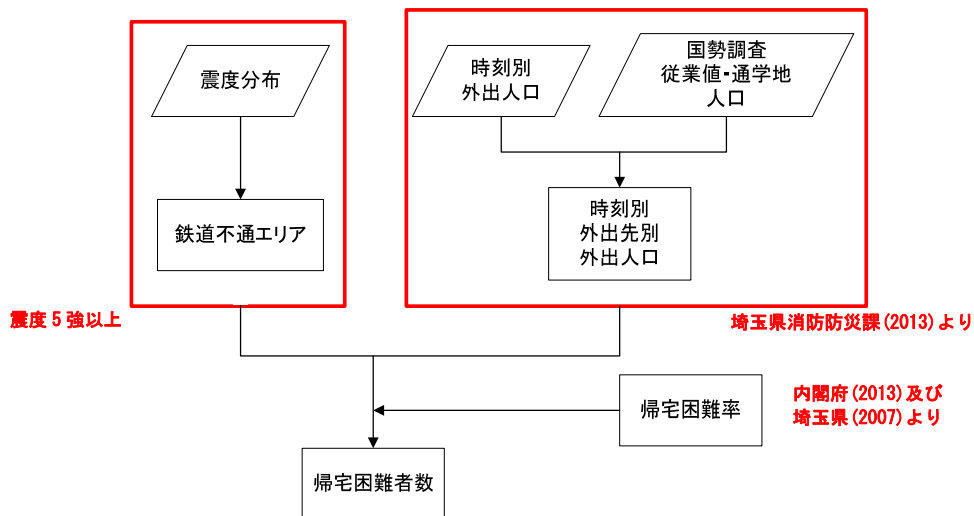 震度分布
時刻別
外出人口
国勢調査
従業値・通学地
人口
鉄道不通エリア
時刻別
外出先別
外出人口
震度5強以上
埼玉県消防防災課(2013)より
帰宅困難率
内閣府(2013)及び
埼玉県(2007)より
帰宅困難者数